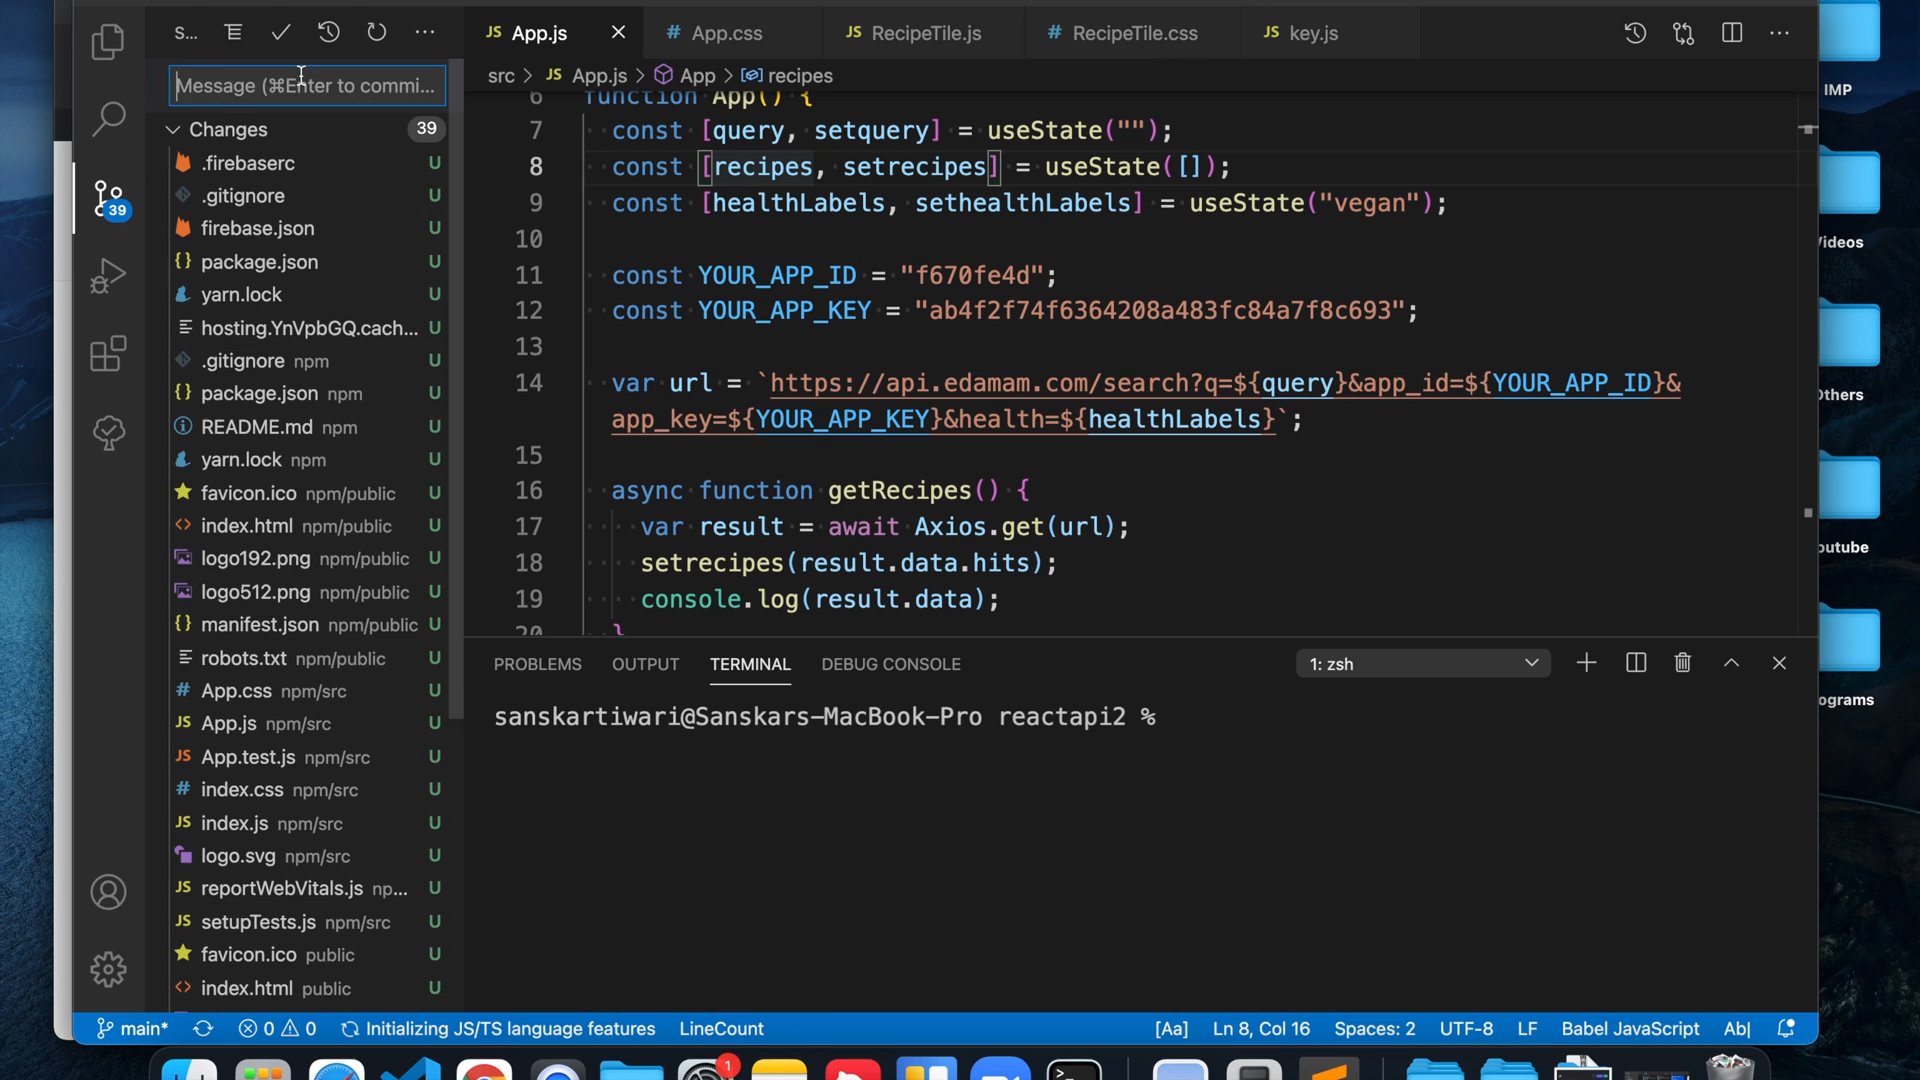 S...
App.js
App.css
RecipeTile.js
RecipeTile.css
key.js
Message (⌘Enter to commi...
src > App.js > App > recipes
Changes 39
.firebaserc U
.gitignore U
firebase.json U
package.json U
yarn.lock U
hosting.YnVpbGQ.cach... U
.gitignore npm U
package.json npm U
README.md npm U
yarn.lock npm U
favicon.ico npm/public U
index.html npm/public U
logo192.png npm/public U
logo512.png npm/public U
manifest.json npm/public U
robots.txt npm/public U
App.css npm/src U
App.js npm/src U
App.test.js npm/src U
index.css npm/src U
index.js npm/src U
logo.svg npm/src U
reportWebVitals.js np... U
setupTests.js npm/src U
favicon.ico public U
index.html public U
39
6 function App() {
7 const [query, setquery] = useState("");
8 const [recipes, setrecipes] = useState([]);
9 const [healthLabels, sethealthLabels] = useState("vegan");
10
11 const YOUR_APP_ID = "f670fe4d";
12 const YOUR_APP_KEY = "ab4f2f74f6364208a483fc84a7f8c693";
13
14 var url = `https://api.edamam.com/search?q=${query}&app_id=${YOUR_APP_ID}&
app_key=${YOUR_APP_KEY}&health=${healthLabels}`;
15
16 async function getRecipes() {
17 var result = await Axios.get(url);
18 setrecipes(result.data.hits);
19 console.log(result.data);
20 }
PROBLEMS OUTPUT TERMINAL DEBUG CONSOLE 1: zsh
sanskartiwari@Sanskars-MacBook-Pro reactapi2 %
main* 0 0 Initializing JS/TS language features LineCount [Aa] Ln 8, Col 16 Spaces: 2 UTF-8 LF Babel JavaScript Ab|
IMP
Videos
Others
outube
ograms
1